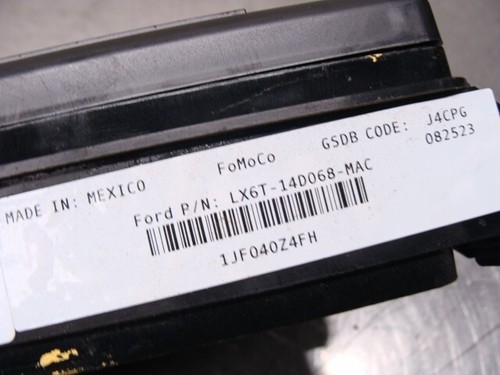 MADE IN: MEXICO FoMoCo GSDB CODE: J4CPG
082523
Ford P/N: LX6T-14D068-MAC
1JF040Z4FH